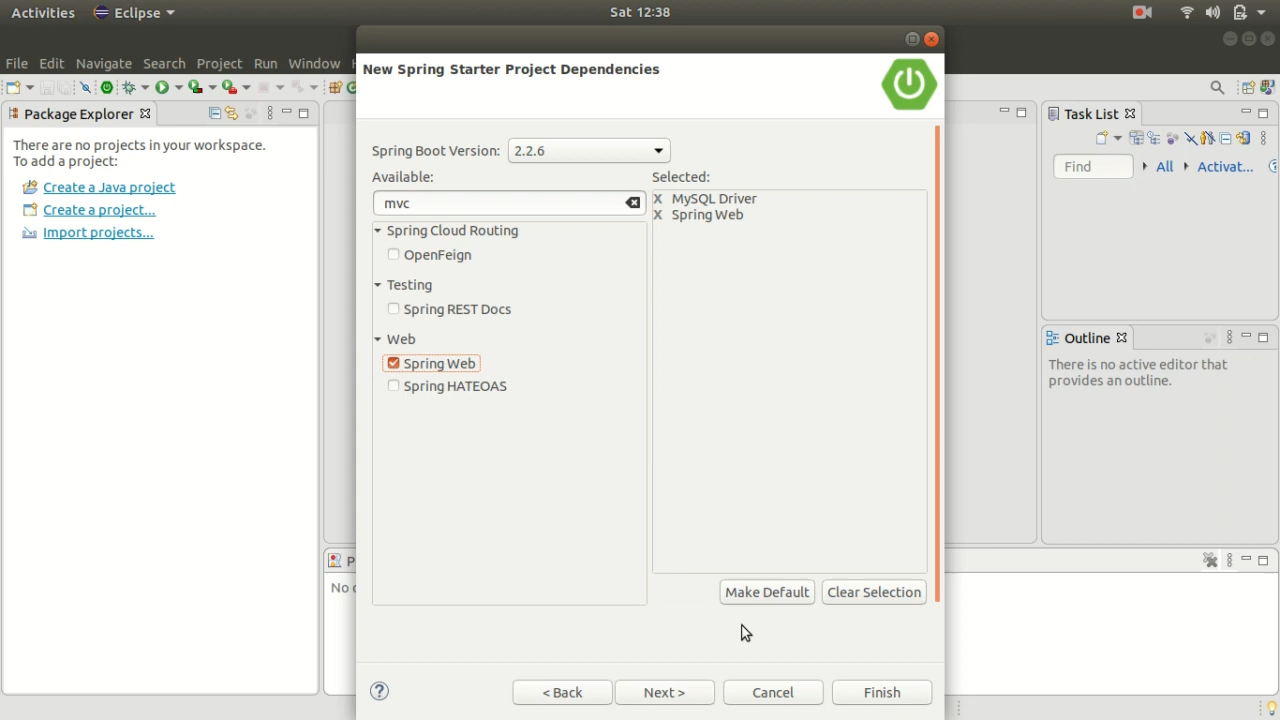 Activities Eclipse Sat 12:38
File Edit Navigate Search Project Run Window
Package Explorer
There are no projects in your workspace.
To add a project:
Create a Java project
Create a project...
Import projects...
New Spring Starter Project Dependencies
Spring Boot Version: 2.2.6
Available:
mvc
Spring Cloud Routing
OpenFeign
Testing
Spring REST Docs
Web
Spring Web
Spring HATEOAS
Selected:
X MySQL Driver
X Spring Web
Make Default Clear Selection
< Back Next > Cancel Finish
Task List
Find All Activat...
Outline
There is no active editor that
provides an outline.